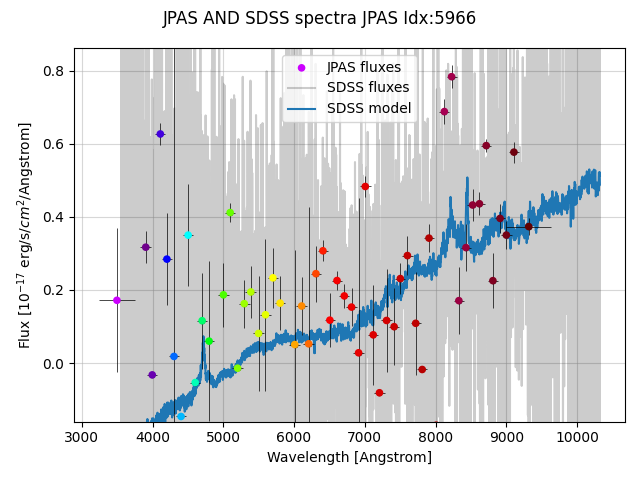 JPAS AND SDSS spectra JPAS Idx:5966
JPAS fluxes
SDSS fluxes
SDSS model
0.8
0.6
0.4
0.2
0.0
Flux [10⁻¹⁷ erg/s/cm²/Angstrom]
3000 4000 5000 6000 7000 8000 9000 10000
Wavelength [Angstrom]